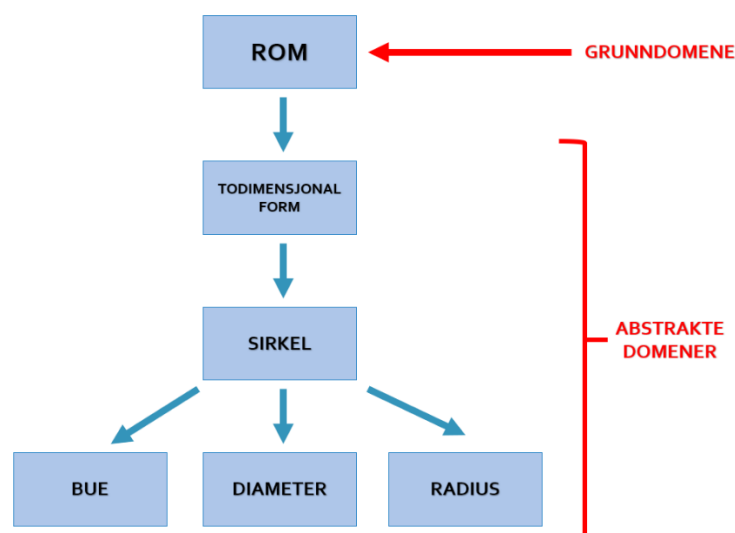 ROM
GRUNNDOMENE
TODIMENSJONAL
FORM
SIRKEL
ABSTRAKTE
DOMENER
BUE
DIAMETER
RADIUS